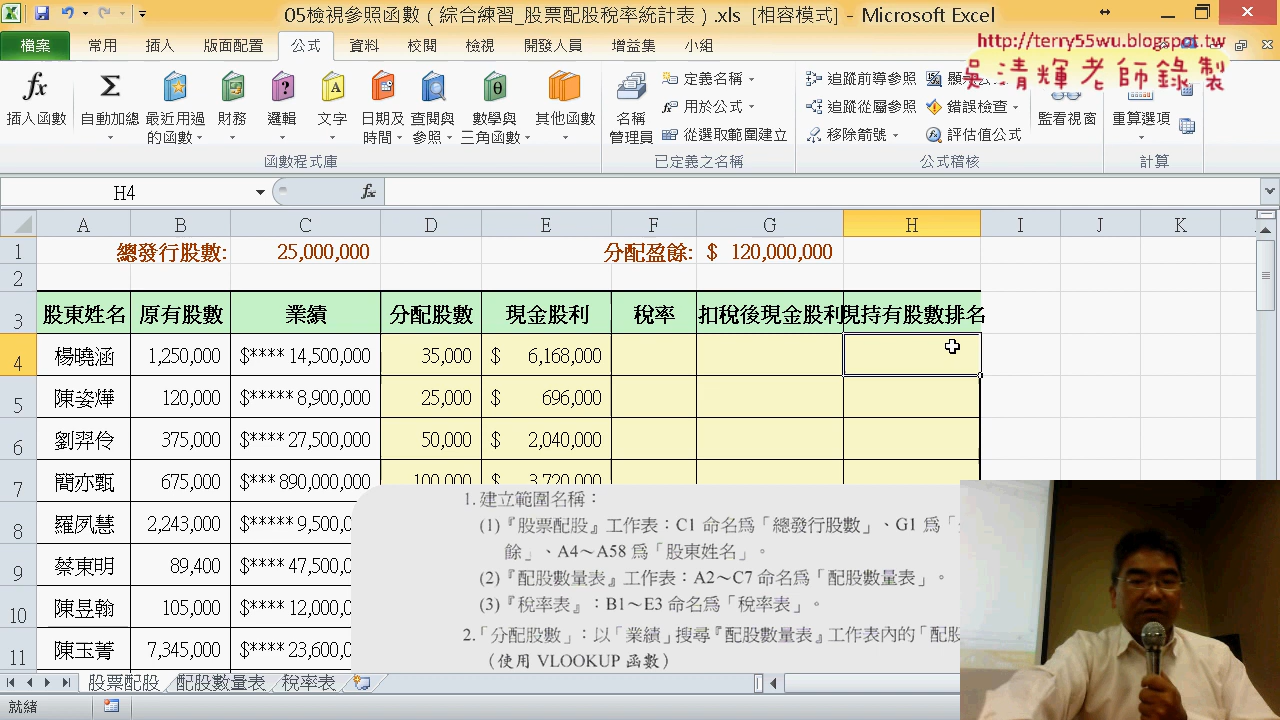 05檢視參照函數(綜合練習_股票配股稅率統計表).xls [相容模式] - Microsoft Excel
http://terry55wu.blogspot.tw
吳清輝老師錄製
檔案 常用 插入 版面配置 公式 資料 校閱 檢視 開發人員 增益集 小組
插入函數 自動加總 最近用過的函數 財務 邏輯 文字 日期及時間 查閱與參照 數學與三角函數 其他函數
函數程式庫
名稱管理員 定義名稱 用於公式 從選取範圍建立
已定義之名稱
追蹤前導參照 追蹤從屬參照 移除箭號 錯誤檢查 評估值公式 監看視窗
公式稽核
重算選項
計算
H4 fx
A B C D E F G H I J K
1 總發行股數: 25,000,000 分配盈餘: $ 120,000,000
2
3 股東姓名 原有股數 業績 分配股數 現金股利 稅率 扣稅後現金股利 現持有股數排名
4 楊曉涵 1,250,000 $**** 14,500,000 35,000 $ 6,168,000
5 陳姿燁 120,000 $***** 8,900,000 25,000 $ 696,000
6 劉羿伶 375,000 $**** 27,500,000 50,000 $ 2,040,000
7 簡亦甄 675,000 $*** 890,000,000 100,000 $ 3,720,000
8 羅夙慧 2,243,000 $***** 9,500,0
9 蔡東明 89,400 $**** 47,500,0
10 陳昱翰 105,000 $**** 12,000,0
11 陳玉菁 7,345,000 $**** 23,600,0
1.建立範圍名稱：
(1)『股票配股』工作表：C1 命名為「總發行股數」、G1 為「
餘」、A4～A58 為「股東姓名」。
(2)『配股數量表』工作表：A2～C7 命名為「配股數量表」。
(3)『稅率表』：B1～E3 命名為「稅率表」。
2.「分配股數」：以「業績」搜尋『配股數量表』工作表內的「配股
（使用 VLOOKUP 函數）
股票配股 配股數量表 稅率表
就緒